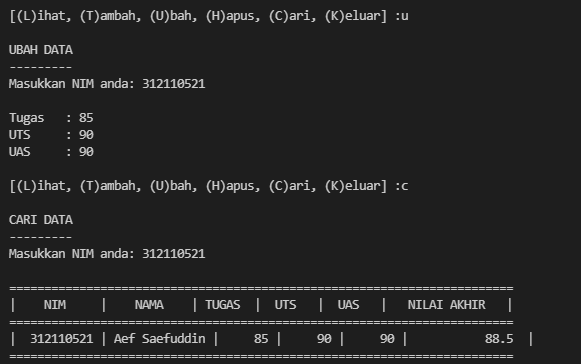 [(L)ihat, (T)ambah, (U)bah, (H)apus, (C)ari, (K)eluar] :u
UBAH DATA
---------
Masukkan NIM anda: 312110521
Tugas   : 85
UTS     : 90
UAS     : 90
[(L)ihat, (T)ambah, (U)bah, (H)apus, (C)ari, (K)eluar] :c
CARI DATA
---------
Masukkan NIM anda: 312110521
========================================================================
|    NIM     |    NAMA    | TUGAS  |  UTS   |  UAS   |    NILAI AKHIR   |
========================================================================
|  312110521 | Aef Saefuddin |     85 |     90 |     90 |           88.5  |
========================================================================